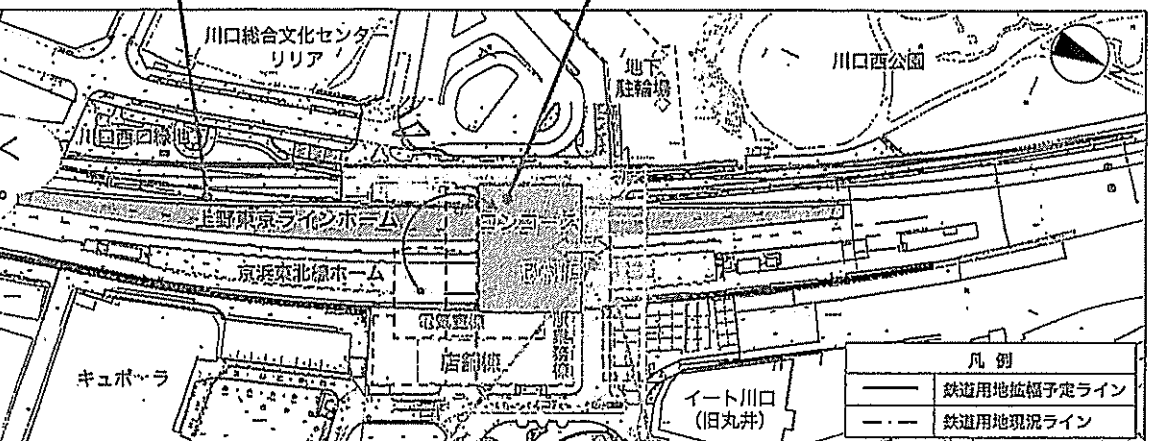 川口総合文化センター
リリア
地下
駐輪場
川口西公園
川口西口緑地
上野東京ラインホーム
コンコース
京浜東北線ホーム
電気室棟
店舗棟
キュポ・ラ
イート川口
(旧丸井)
凡 例
鉄道用地拡幅予定ライン
鉄道用地現況ライン